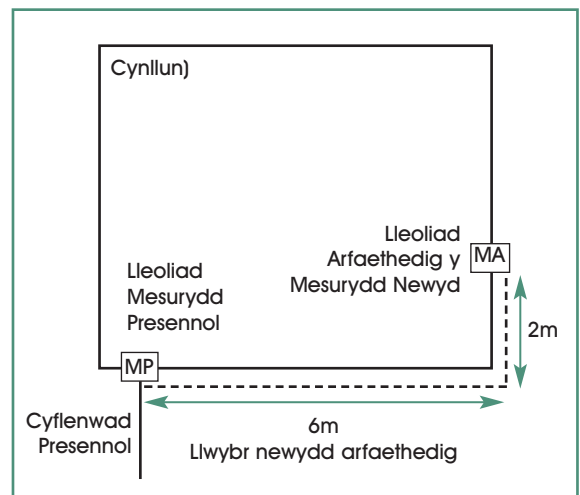 Cynllun)
Lleoliad
Arfaethedig y
Mesurydd Newyd
MA
Lleoliad
Mesurydd
Presennol
2m
MP
Cyflenwad
Presennol
6m
Llwybr newydd arfaethedig